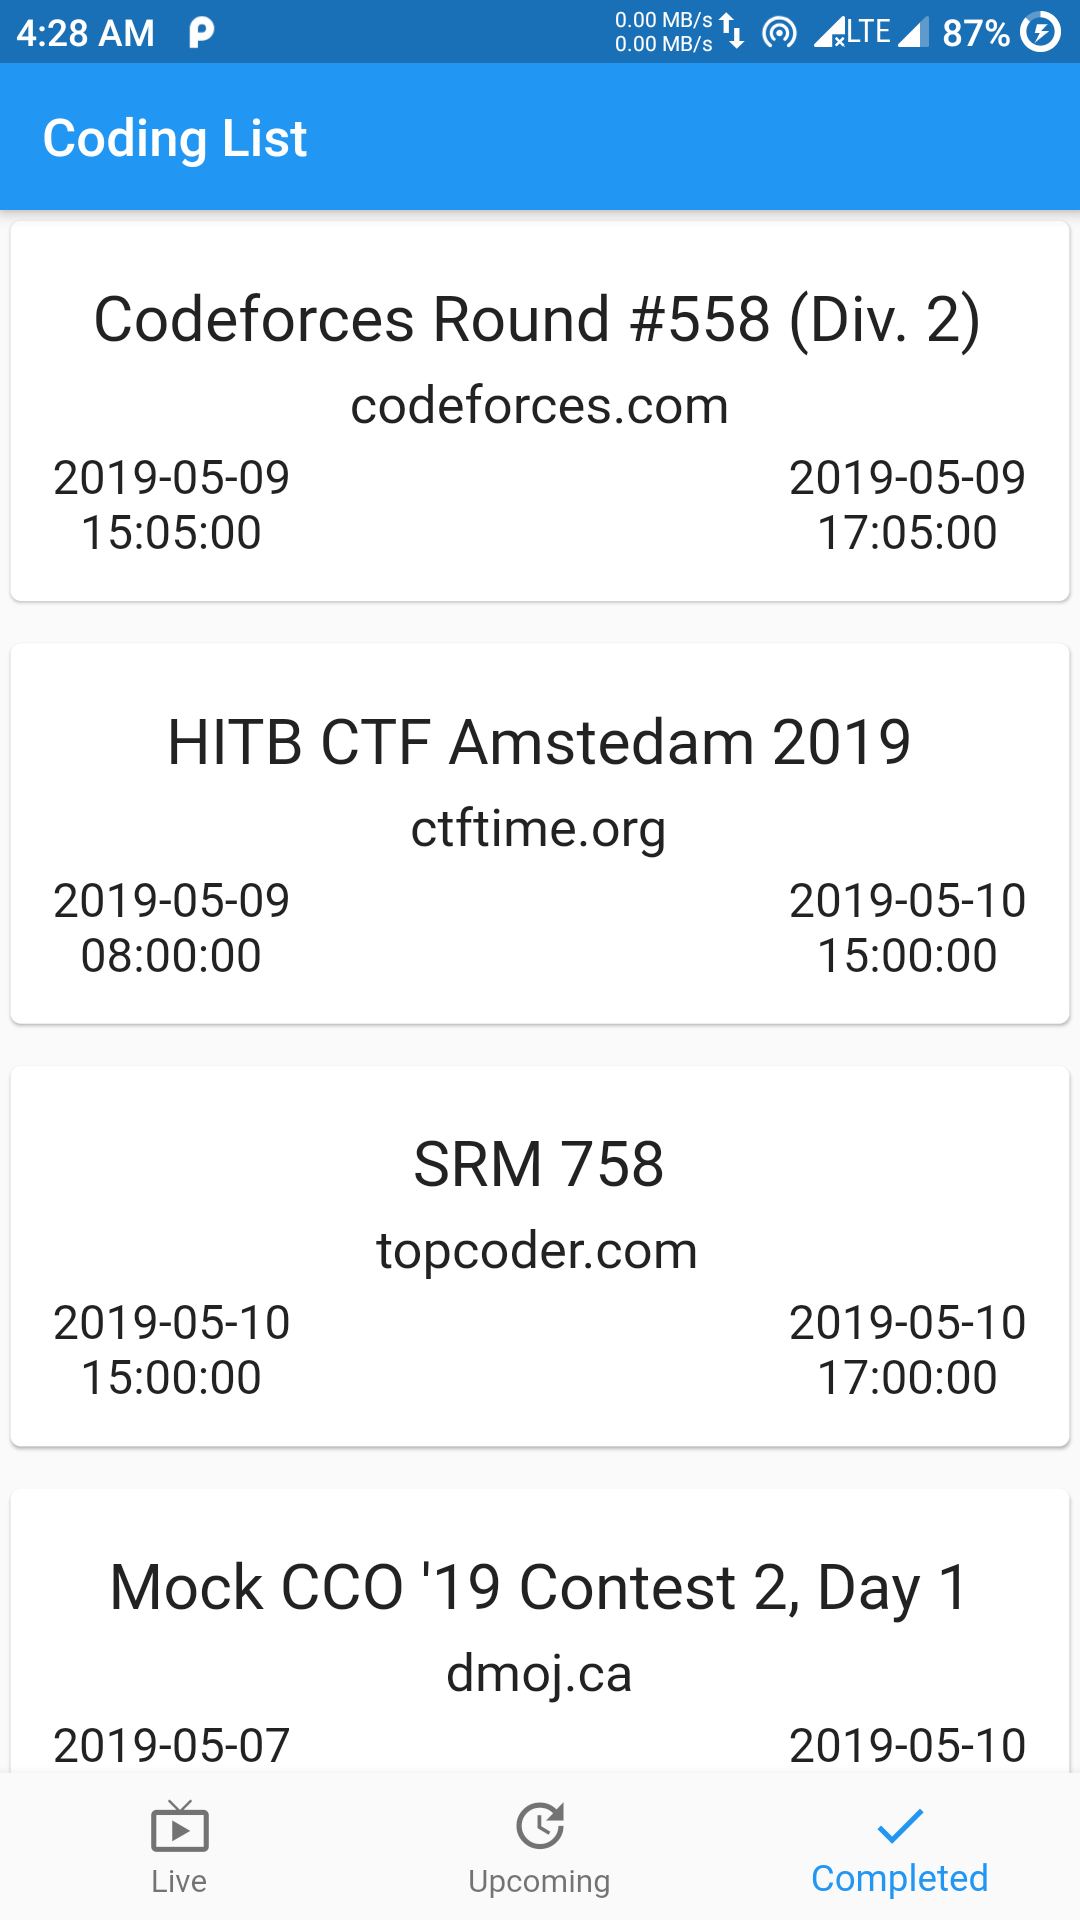 4:28 AM
0.00 MB/s
0.00 MB/s
LTE
87%
Coding List
Codeforces Round #558 (Div. 2)
codeforces.com
2019-05-09 2019-05-09
15:05:00 17:05:00
HITB CTF Amstedam 2019
ctftime.org
2019-05-09 2019-05-10
08:00:00 15:00:00
SRM 758
topcoder.com
2019-05-10 2019-05-10
15:00:00 17:00:00
Mock CCO '19 Contest 2, Day 1
dmoj.ca
2019-05-07 2019-05-10
Live Upcoming Completed